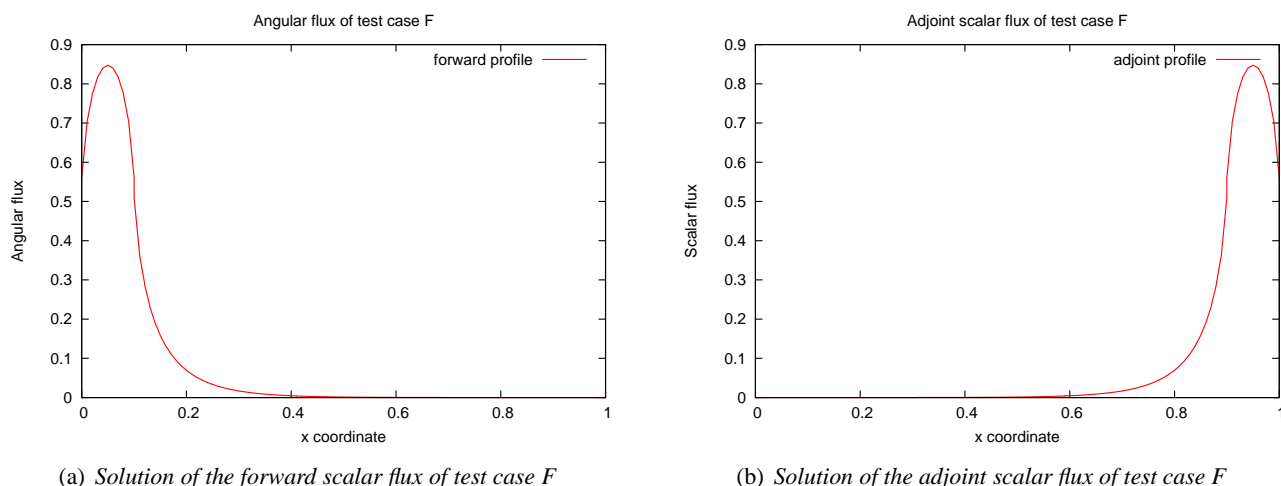 Angular flux of test case F
0.9
0.8
0.7
0.6
0.5
0.4
0.3
0.2
0.1
0
Angular flux
forward profile
0 0.2 0.4 0.6 0.8 1
x coordinate
(a) Solution of the forward scalar flux of test case F
Adjoint scalar flux of test case F
0.9
0.8
0.7
0.6
0.5
0.4
0.3
0.2
0.1
0
Scalar flux
adjoint profile
0 0.2 0.4 0.6 0.8 1
x coordinate
(b) Solution of the adjoint scalar flux of test case F